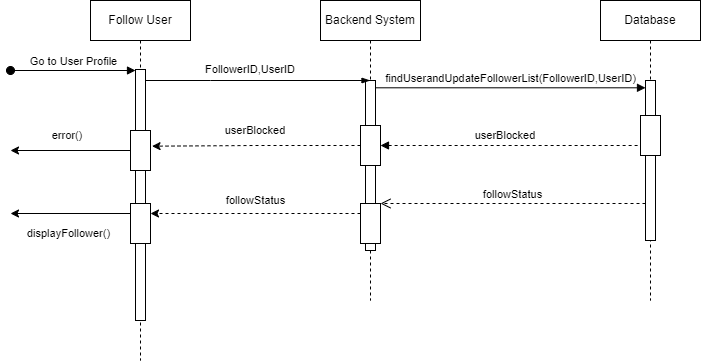 Follow User
Backend System
Database
Go to User Profile
FollowerID,UserID
findUserandUpdateFollowerList(FollowerID,UserID)
error()
userBlocked
userBlocked
followStatus
followStatus
displayFollower()